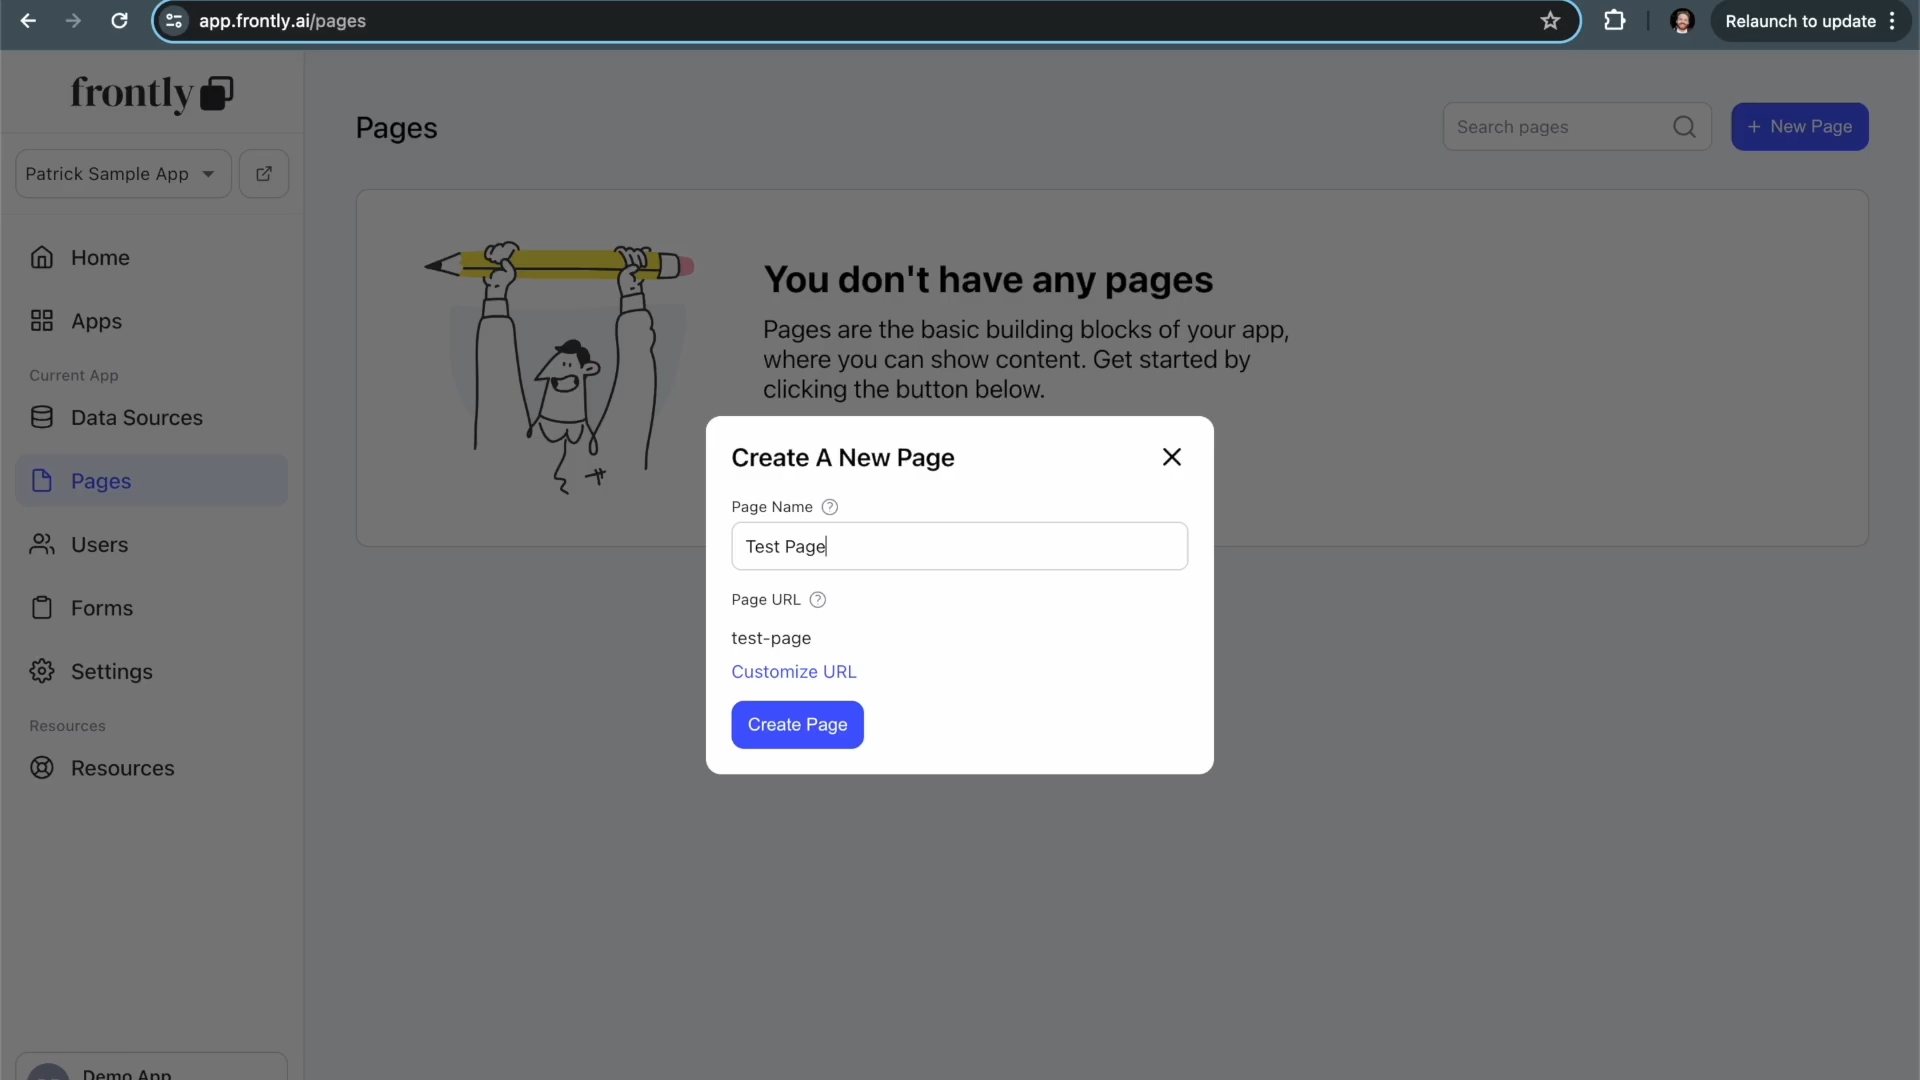 app.frontly.ai/pages
Relaunch to update
frontly
Patrick Sample App
Home
Apps
Current App
Data Sources
Pages
Users
Forms
Settings
Resources
Resources
Demo App
Pages
Search pages
+ New Page
You don't have any pages
Pages are the basic building blocks of your app,
where you can show content. Get started by
clicking the button below.
Create A New Page
Page Name ?
Test Page
Page URL ?
test-page
Customize URL
Create Page